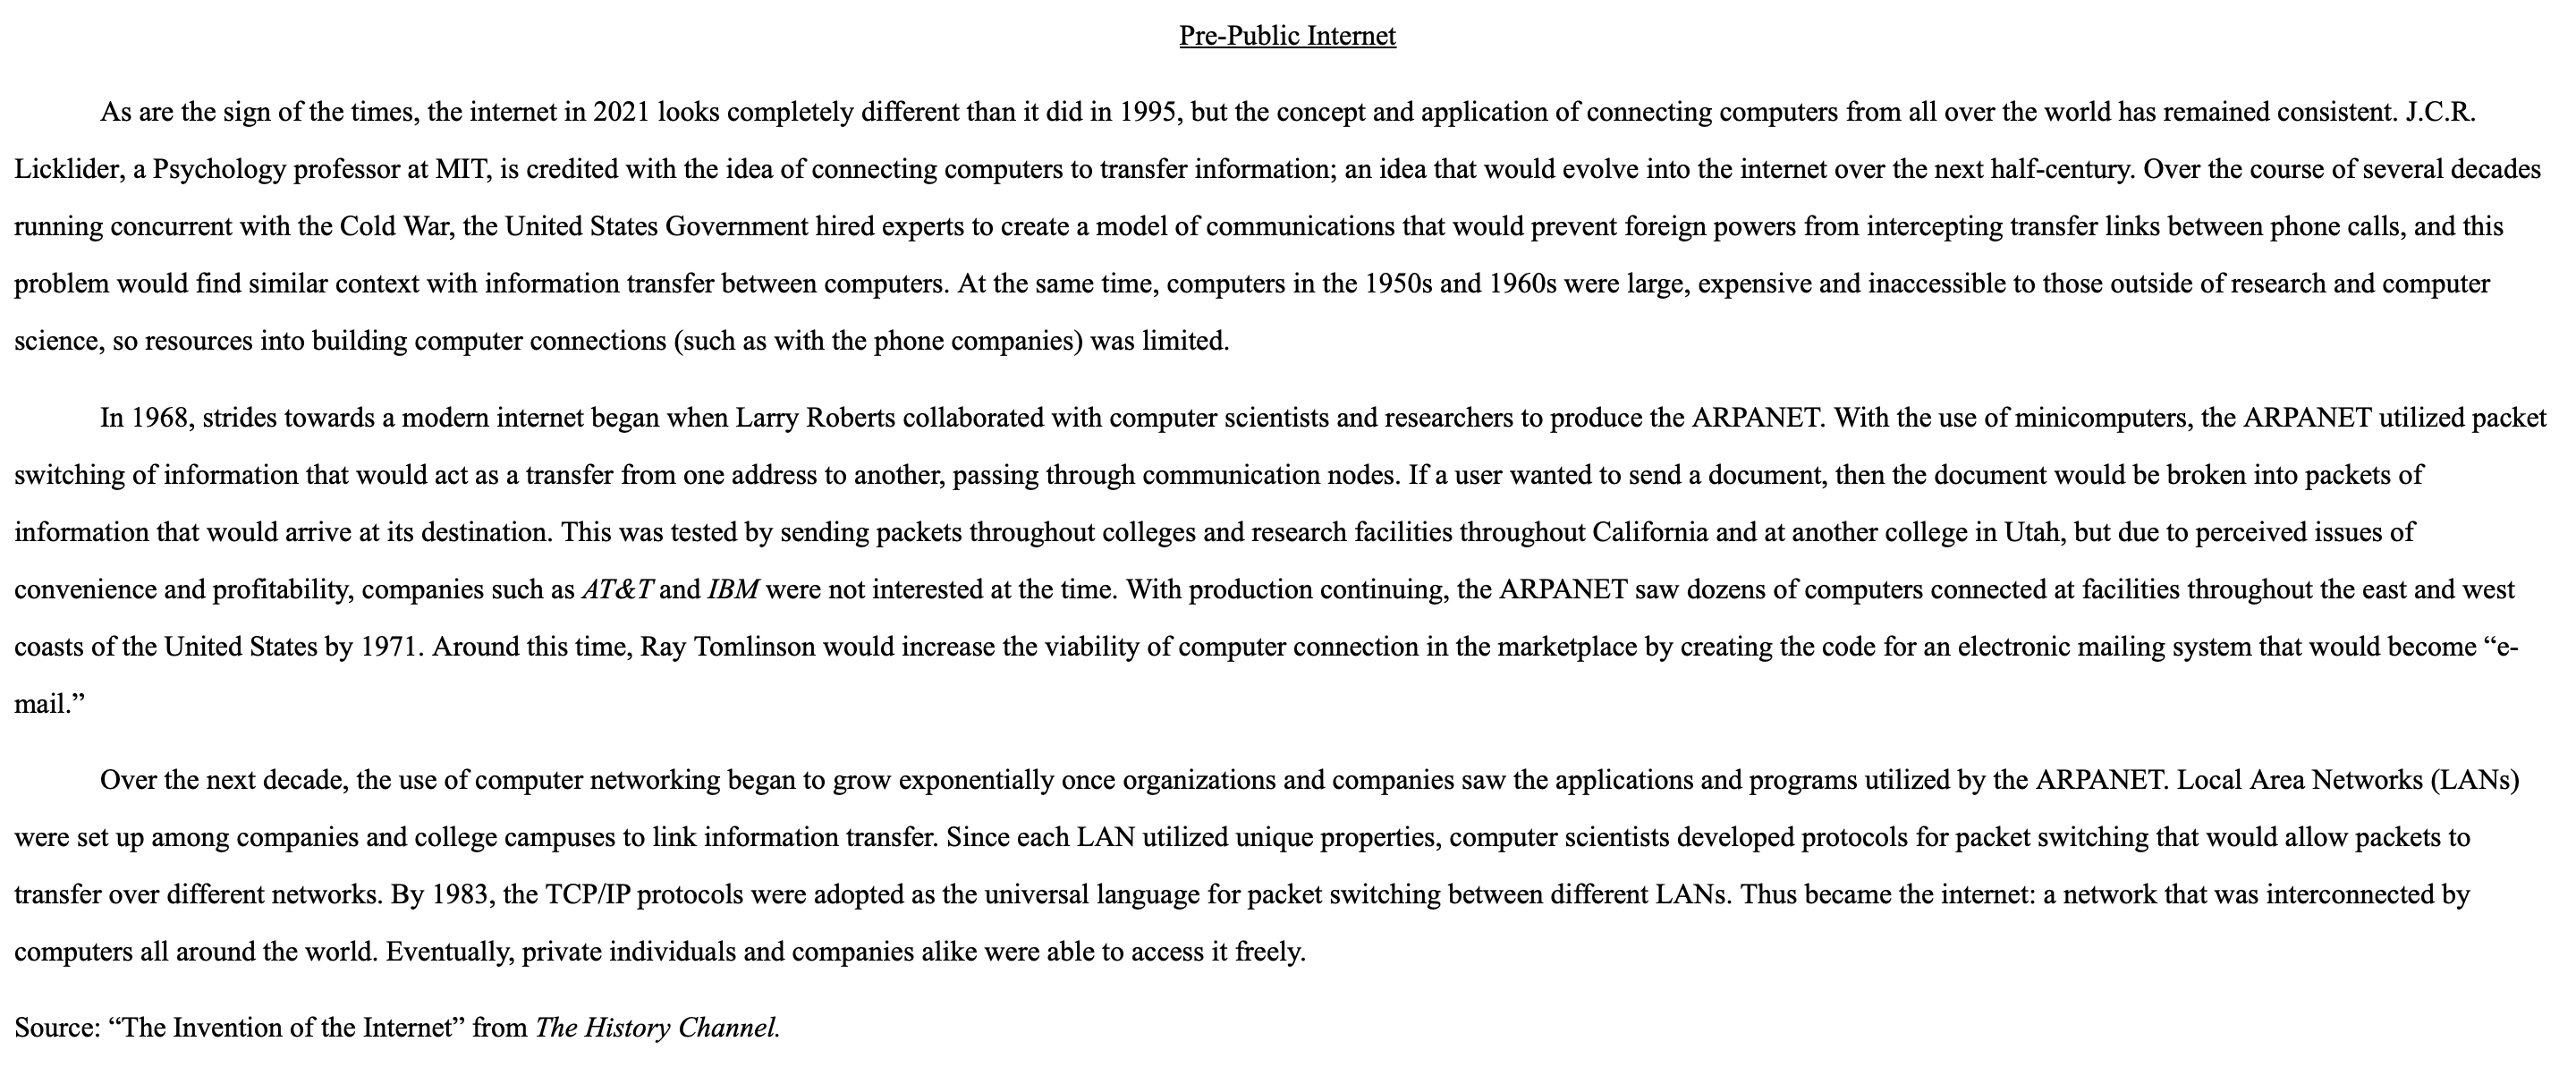 Pre-Public Internet
As are the sign of the times, the internet in 2021 looks completely different than it did in 1995, but the concept and application of connecting computers from all over the world has remained consistent. J.C.R.
Licklider, a Psychology professor at MIT, is credited with the idea of connecting computers to transfer information; an idea that would evolve into the internet over the next half-century. Over the course of several decades
running concurrent with the Cold War, the United States Government hired experts to create a model of communications that would prevent foreign powers from intercepting transfer links between phone calls, and this
problem would find similar context with information transfer between computers. At the same time, computers in the 1950s and 1960s were large, expensive and inaccessible to those outside of research and computer
science, so resources into building computer connections (such as with the phone companies) was limited.
In 1968, strides towards a modern internet began when Larry Roberts collaborated with computer scientists and researchers to produce the ARPANET. With the use of minicomputers, the ARPANET utilized packet
switching of information that would act as a transfer from one address to another, passing through communication nodes. If a user wanted to send a document, then the document would be broken into packets of
information that would arrive at its destination. This was tested by sending packets throughout colleges and research facilities throughout California and at another college in Utah, but due to perceived issues of
convenience and profitability, companies such as AT&T and IBM were not interested at the time. With production continuing, the ARPANET saw dozens of computers connected at facilities throughout the east and west
coasts of the United States by 1971. Around this time, Ray Tomlinson would increase the viability of computer connection in the marketplace by creating the code for an electronic mailing system that would become “e-
mail.”
Over the next decade, the use of computer networking began to grow exponentially once organizations and companies saw the applications and programs utilized by the ARPANET. Local Area Networks (LANs)
were set up among companies and college campuses to link information transfer. Since each LAN utilized unique properties, computer scientists developed protocols for packet switching that would allow packets to
transfer over different networks. By 1983, the TCP/IP protocols were adopted as the universal language for packet switching between different LANs. Thus became the internet: a network that was interconnected by
computers all around the world. Eventually, private individuals and companies alike were able to access it freely.
Source: “The Invention of the Internet” from The History Channel.